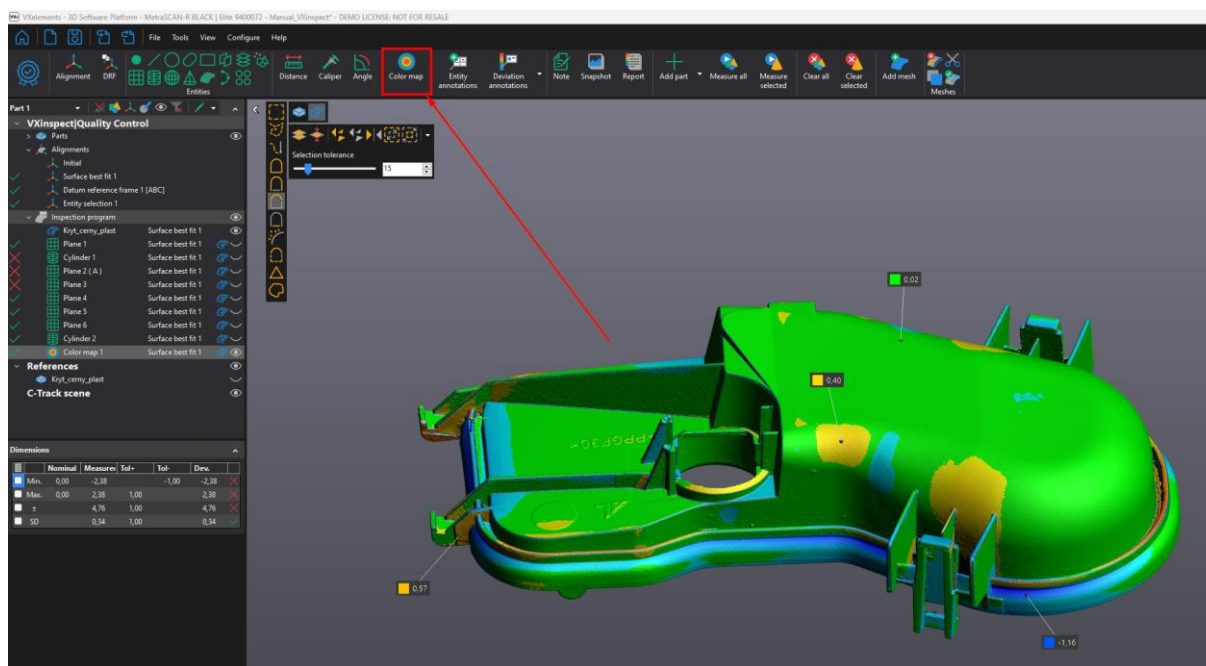 VXelements - 3D Software Platform - MetraSCAN-R BLACK | Elite 9400072 - Manual_VXinspect* - DEMO LICENSE: NOT FOR RESALE
File Tools View Configure Help
Alignment DRF Entities Distance Caliper Angle Color map Entity annotations Deviation annotations Note Snapshot Report Add part Measure all Measure selected Clear all Clear selected Add mesh Meshes
Part 1
VXinspect|Quality Control
Parts
Alignments
Initial
Surface best fit 1
Datum reference frame 1 [ABC]
Entity selection 1
Inspection program
Kryt_cerny_plast Surface best fit 1
Plane 1 Surface best fit 1
Cylinder 1 Surface best fit 1
Plane 2 ( A ) Surface best fit 1
Plane 3 Surface best fit 1
Plane 4 Surface best fit 1
Plane 5 Surface best fit 1
Plane 6 Surface best fit 1
Cylinder 2 Surface best fit 1
Color map 1 Surface best fit 1
References
Kryt_cerny_plast
C-Track scene
Selection tolerance
15
Dimensions
Nominal Measured Tol+ Tol- Dev.
Min. 0,00 -2,38 -1,00 -2,38
Max. 0,00 2,38 1,00 2,38
± 4,76 1,00 4,76
SD 0,34 1,00 0,34
0,02
0,40
0,57
-1,16